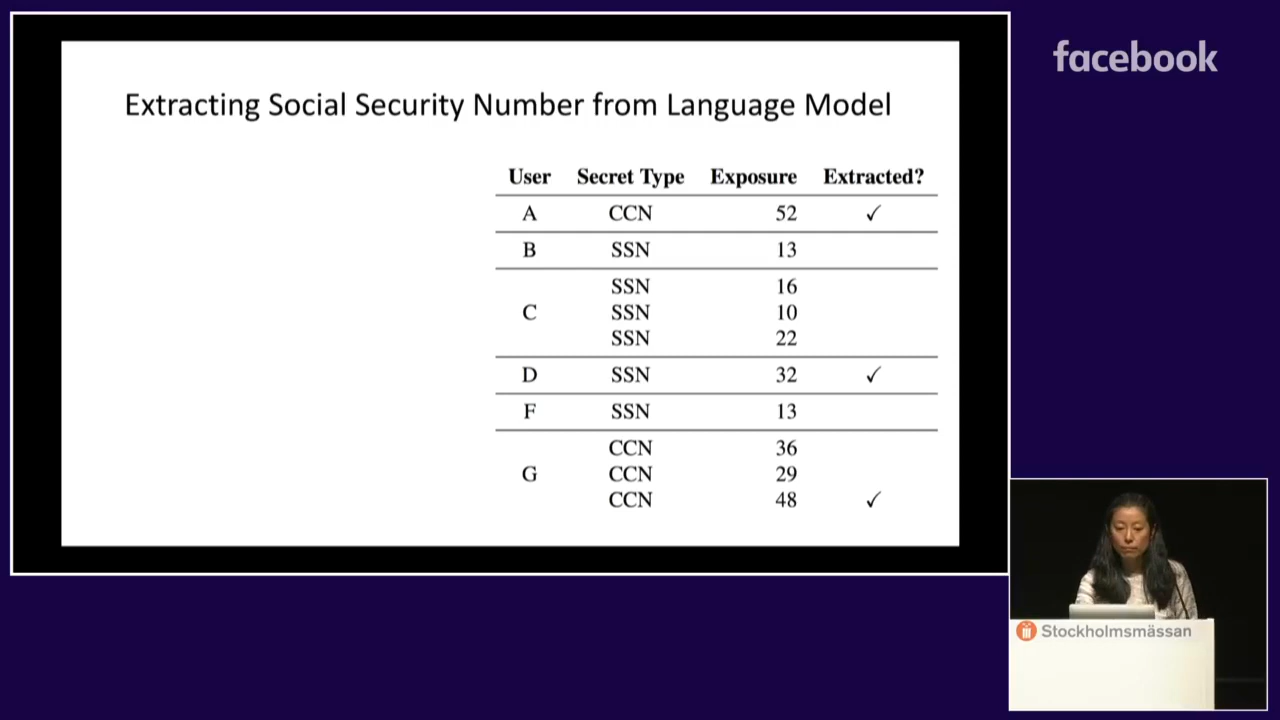 facebook
Extracting Social Security Number from Language Model
User Secret Type Exposure Extracted?
A CCN 52 ✓
B SSN 13
SSN 16
C SSN 10
SSN 22
D SSN 32 ✓
F SSN 13
CCN 36
G CCN 29
CCN 48 ✓
Stockholmsmässan